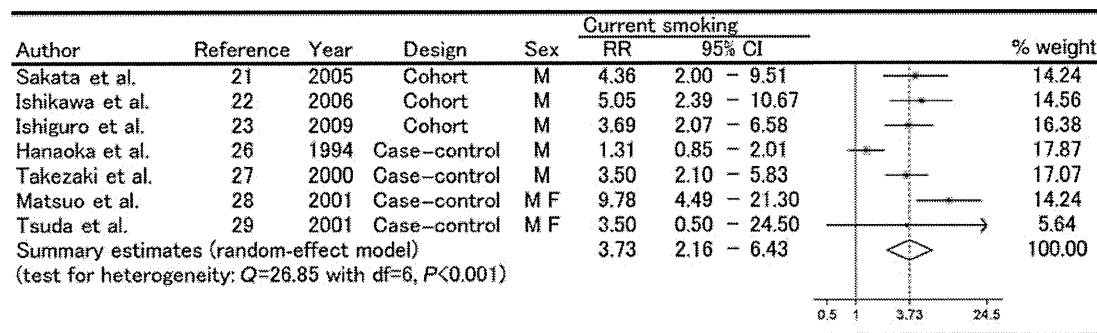 Current smoking
Author Reference Year Design Sex RR 95% CI % weight
Sakata et al. 21 2005 Cohort M 4.36 2.00 – 9.51 14.24
Ishikawa et al. 22 2006 Cohort M 5.05 2.39 – 10.67 14.56
Ishiguro et al. 23 2009 Cohort M 3.69 2.07 – 6.58 16.38
Hanaoka et al. 26 1994 Case–control M 1.31 0.85 – 2.01 17.87
Takezaki et al. 27 2000 Case–control M 3.50 2.10 – 5.83 17.07
Matsuo et al. 28 2001 Case–control M F 9.78 4.49 – 21.30 14.24
Tsuda et al. 29 2001 Case–control M F 3.50 0.50 – 24.50 5.64
Summary estimates (random-effect model) 3.73 2.16 – 6.43 100.00
(test for heterogeneity: Q=26.85 with df=6, P<0.001)
0.5 1 3.73 24.5